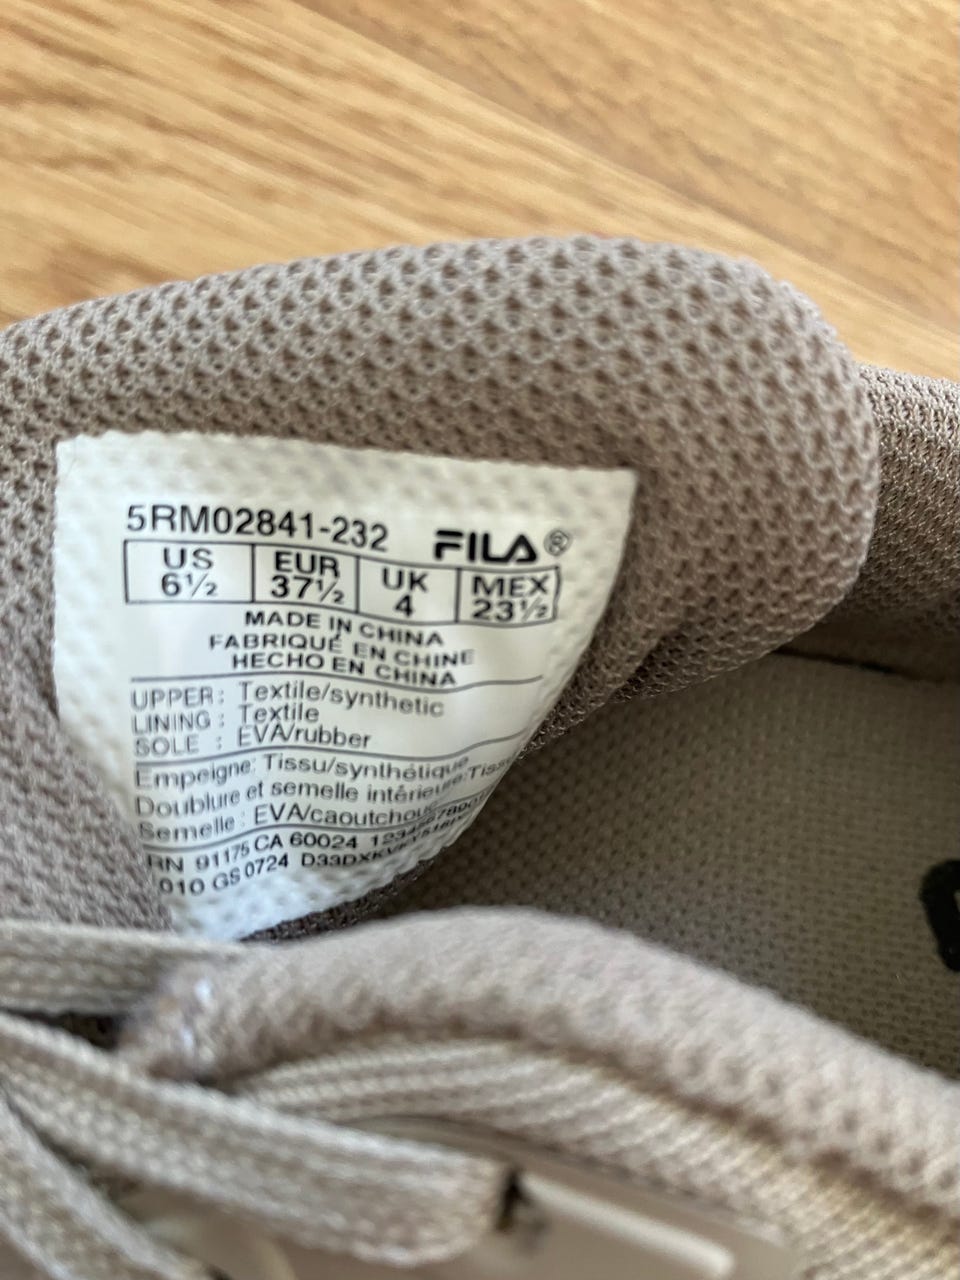 5RM02841-232 FILA®
US EUR UK MEX
6½ 37½ 4 23½
MADE IN CHINA
FABRIQUÉ EN CHINE
HECHO EN CHINA
UPPER : Textile/synthetic
LINING : Textile
SOLE : EVA/rubber
Empeigne: Tissu/synthétique
Doublure et semelle intérieure:
Semelle : EVA/caoutchouc
RN 91175 CA 60024
010 GS 0724